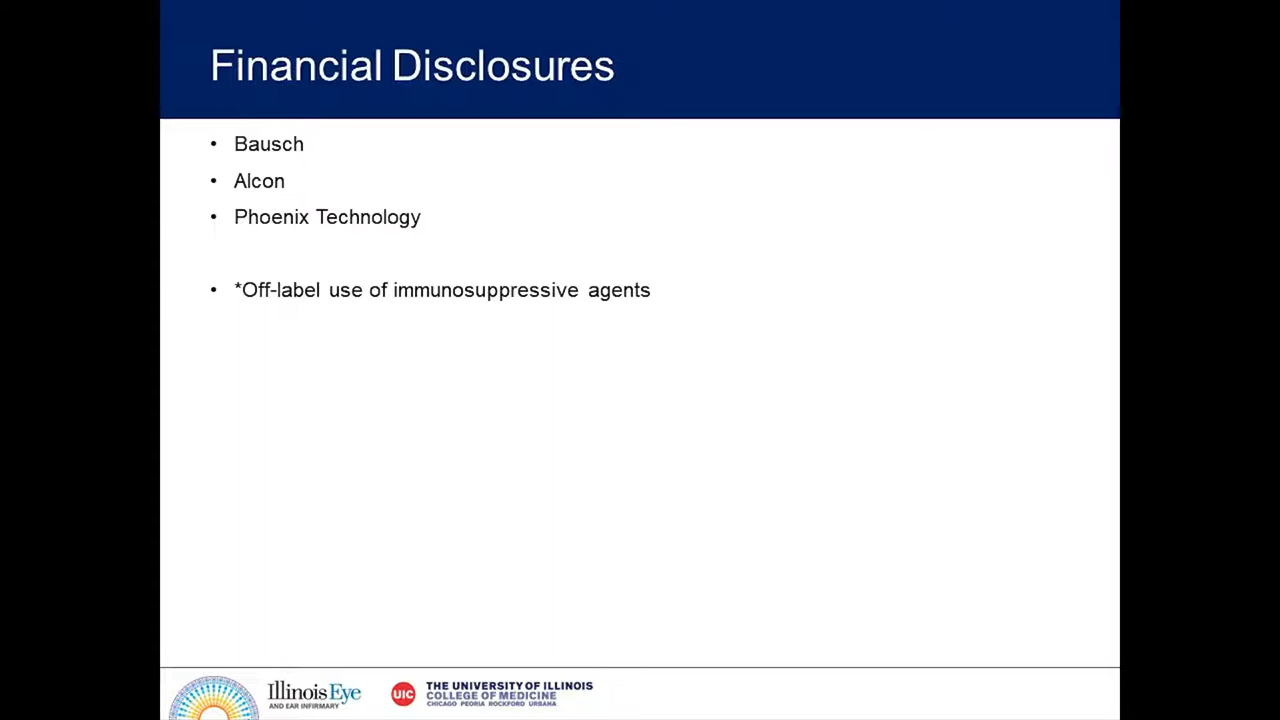 Financial Disclosures
• Bausch
• Alcon
• Phoenix Technology
• *Off-label use of immunosuppressive agents
Illinois Eye
AND EAR INFIRMARY
UIC
THE UNIVERSITY OF ILLINOIS
COLLEGE OF MEDICINE
CHICAGO PEORIA ROCKFORD URBANA